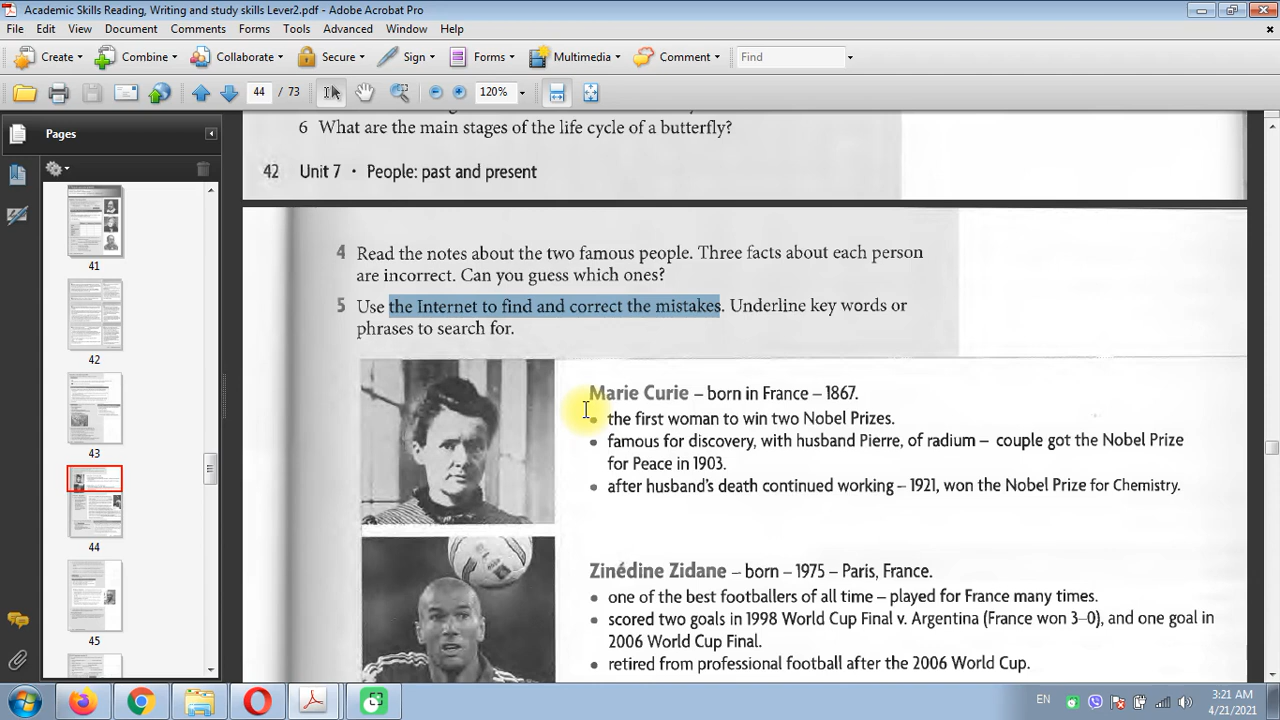 Academic Skills Reading, Writing and study skills Lever2.pdf - Adobe Acrobat Pro
File Edit View Document Comments Forms Tools Advanced Window Help
Create Combine Collaborate Secure Sign Forms Multimedia Comment Find
44 / 73 120%
Pages
41
42
43
44
45
6 What are the main stages of the life cycle of a butterfly?
42 Unit 7 • People: past and present
4 Read the notes about the two famous people. Three facts about each person
are incorrect. Can you guess which ones?
5 Use the Internet to find and correct the mistakes. Underline key words or
phrases to search for.
Marie Curie – born in France – 1867.
• the first woman to win two Nobel Prizes.
• famous for discovery, with husband Pierre, of radium – couple got the Nobel Prize
for Peace in 1903.
• after husband's death continued working – 1921, won the Nobel Prize for Chemistry.
Zinédine Zidane – born – 1975 – Paris, France.
• one of the best footballers of all time – played for France many times.
• scored two goals in 1998 World Cup Final v. Argentina (France won 3–0), and one goal in
2006 World Cup Final.
• retired from professional football after the 2006 World Cup.
EN 3:21 AM
4/21/2021